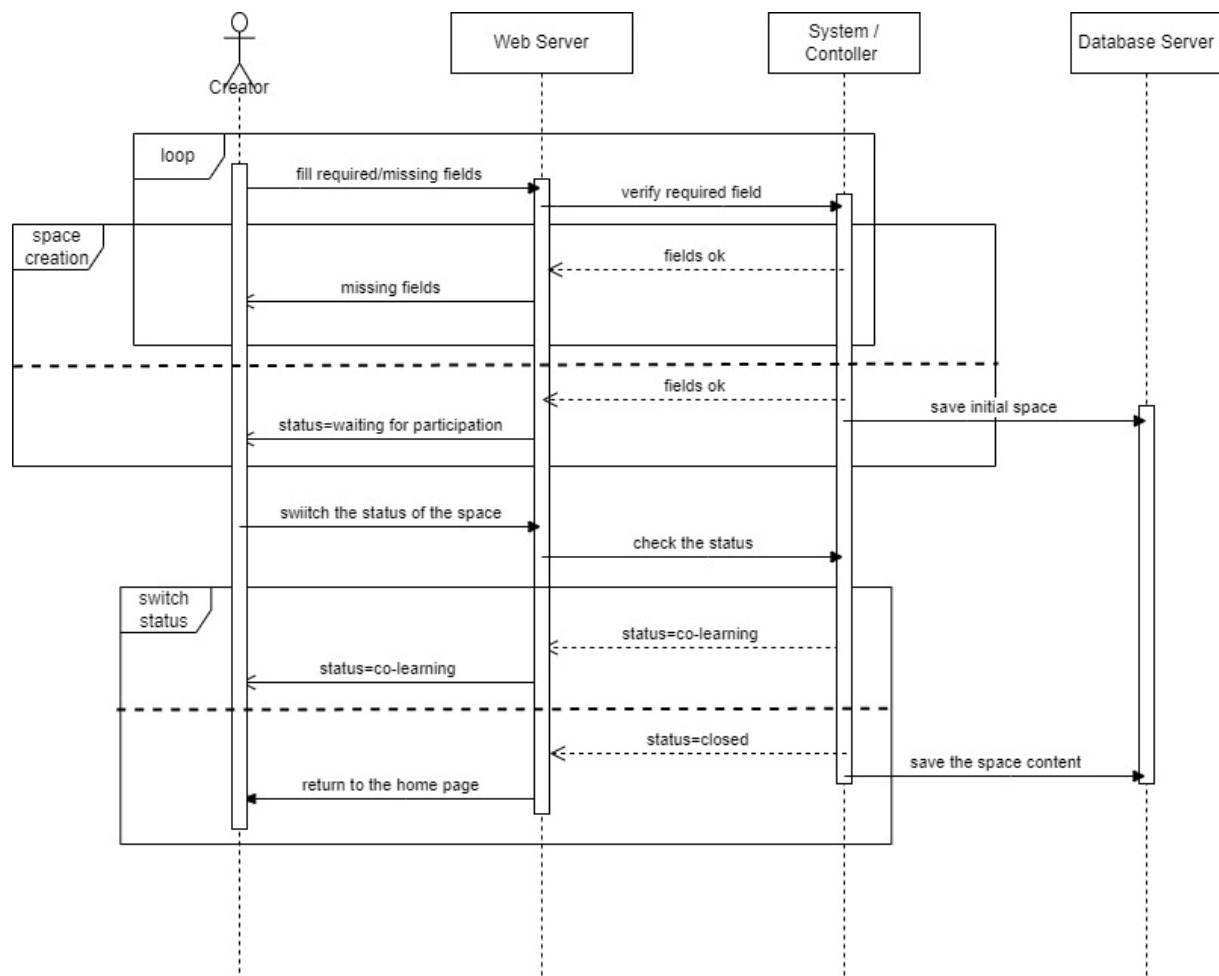 Creator
Web Server
System /
Contoller
Database Server
loop
fill required/missing fields
verify required field
space
creation
fields ok
missing fields
fields ok
save initial space
status=waiting for participation
swiitch the status of the space
check the status
switch
status
status=co-learning
status=co-learning
status=closed
save the space content
return to the home page